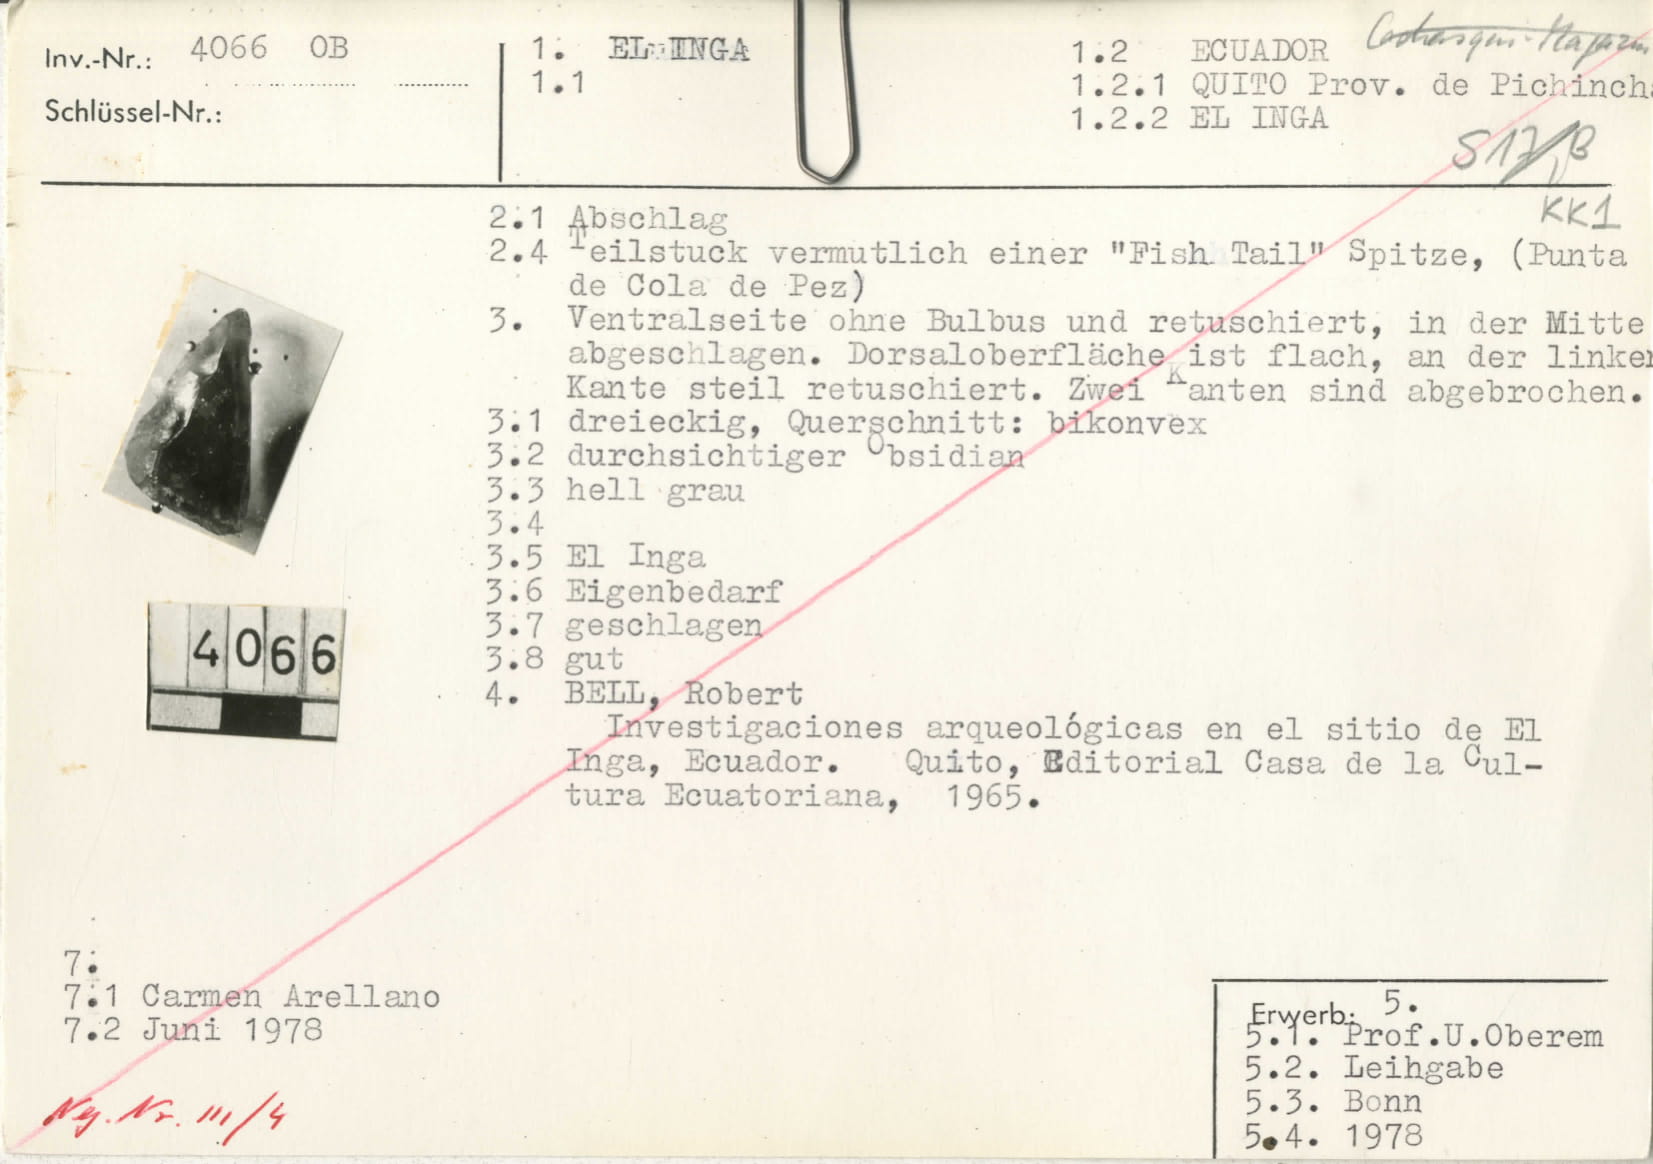 Inv.-Nr.: 4066 OB
Schlüssel-Nr.:
1. EL INGA
1.1
Cochasqui-Magazin
1.2 ECUADOR
1.2.1 QUITO Prov. de Pichincha
1.2.2 EL INGA
S17/B
KK1
2.1 Abschlag
2.4 Teilstuck vermutlich einer "Fish Tail" Spitze, (Punta
de Cola de Pez)
3. Ventralseite ohne Bulbus und retuschiert, in der Mitte
abgeschlagen. Dorsaloberfläche ist flach, an der linken
Kante steil retuschiert. Zwei Kanten sind abgebrochen.
3.1 dreieckig, Querschnitt: bikonvex
3.2 durchsichtiger Obsidian
3.3 hell grau
3.4
3.5 El Inga
3.6 Eigenbedarf
3.7 geschlagen
3.8 gut
4. BELL, Robert
Investigaciones arqueológicas en el sitio de El
Inga, Ecuador. Quito, Editorial Casa de la Cul-
tura Ecuatoriana, 1965.
4066
7.
7.1 Carmen Arellano
7.2 Juni 1978
Neg. Nr. III/4
Erwerb: 5.
5.1. Prof.U.Oberem
5.2. Leihgabe
5.3. Bonn
5.4. 1978